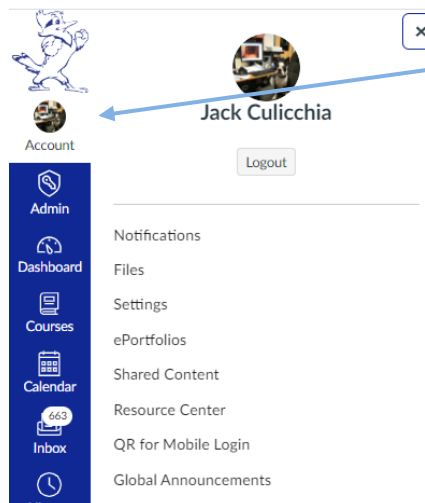 ×
Jack Culicchia
Account
Logout
Admin
Notifications
Dashboard
Files
Settings
Courses
ePortfolios
Shared Content
Calendar
Resource Center
663
Inbox
QR for Mobile Login
Global Announcements